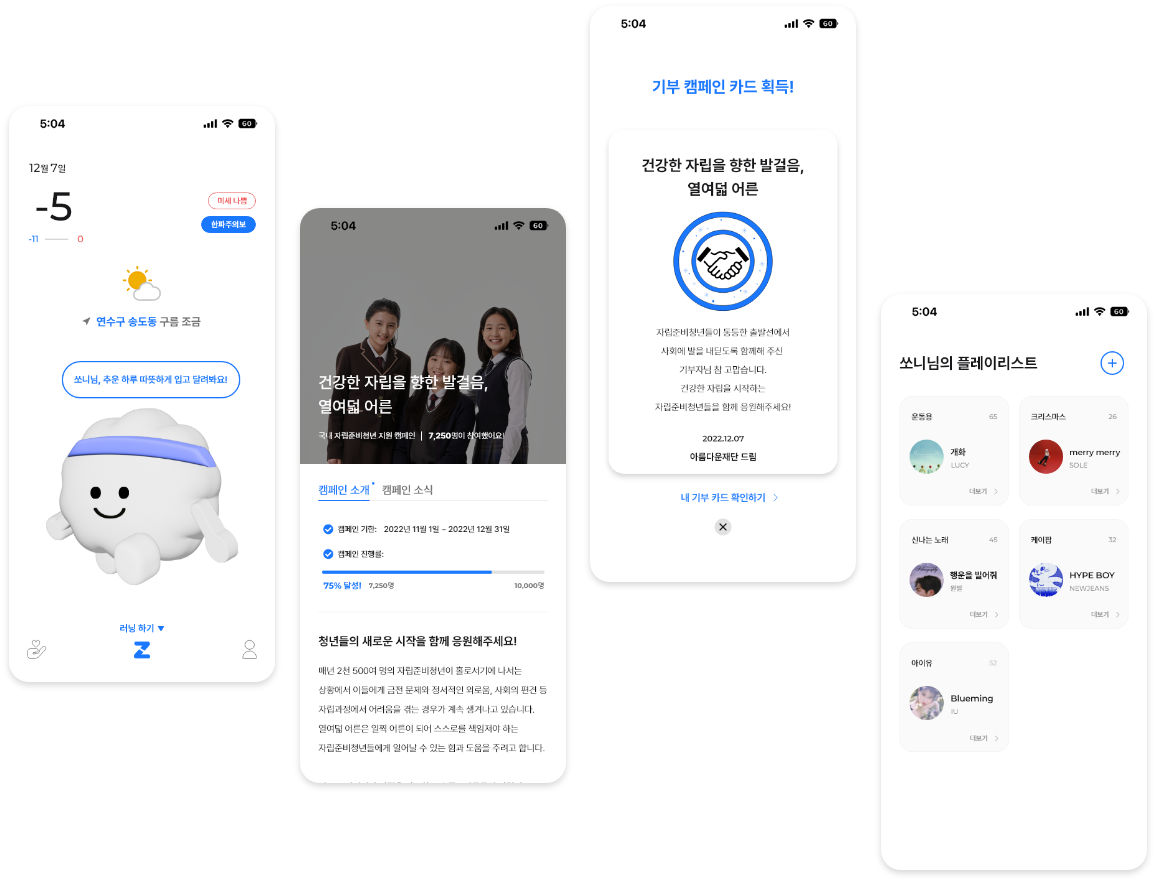 5:04
60
12월 7일
-5
미세 나쁨
한파주의보
-11
0
연수구 송도동 구름 조금
쏘니님, 추운 하루 따뜻하게 입고 달려봐요!
러닝 하기 ▼
5:04
60
건강한 자립을 향한 발걸음,
열여덟 어른
국내 자립준비청년 지원 캠페인 | 7,250명이 참여했어요!
캠페인 소개 캠페인 소식
캠페인 기한: 2022년 11월 1일 ~ 2022년 12월 31일
캠페인 진행률:
75% 달성! 7,250명 10,000명
청년들의 새로운 시작을 함께 응원해주세요!
매년 2천 500여 명의 자립준비청년이 홀로서기에 나서는
상황에서 이들에게 금전 문제와 정서적인 외로움, 사회의 편견 등
자립과정에서 어려움을 겪는 경우가 계속 생겨나고 있습니다.
열여덟 어른은 일찍 어른이 되어 스스로를 책임져야 하는
자립준비청년들에게 일어날 수 있는 힘과 도움을 주려고 합니다.
5:04
60
기부 캠페인 카드 획득!
건강한 자립을 향한 발걸음,
열여덟 어른
자립준비청년들이 동등한 출발선에서
사회에 발을 내딛도록 함께해 주신
기부자님 참 고맙습니다.
건강한 자립을 시작하는
자립준비청년들을 함께 응원해주세요!
2022.12.07
아름다운재단 드림
내 기부 카드 확인하기
5:04
60
쏘니님의 플레이리스트
운동용 65
개화
LUCY
더보기
크리스마스 26
merry merry
SOLE
더보기
신나는 노래 45
행운을 빌어줘
원필
더보기
케이팝 32
HYPE BOY
NEWJEANS
더보기
아이유 52
Blueming
IU
더보기